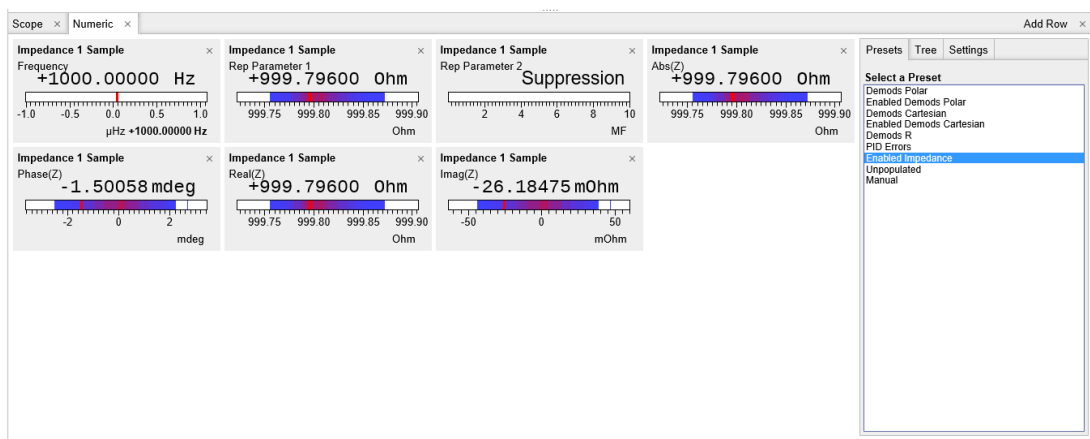 Scope × Numeric × Add Row ×
Impedance 1 Sample ×
Frequency
+1000.00000 Hz
-1.0 -0.5 0.0 0.5 1.0
µHz +1000.00000 Hz
Impedance 1 Sample ×
Rep Parameter 1
+999.79600 Ohm
999.75 999.80 999.85 999.90
Ohm
Impedance 1 Sample ×
Rep Parameter 2
Suppression
2 4 6 8 10
MF
Impedance 1 Sample ×
Abs(Z)
+999.79600 Ohm
999.75 999.80 999.85 999.90
Ohm
Impedance 1 Sample ×
Phase(Z)
-1.50058 mdeg
-2 0 2
mdeg
Impedance 1 Sample ×
Real(Z)
+999.79600 Ohm
999.75 999.80 999.85 999.90
Ohm
Impedance 1 Sample ×
Imag(Z)
-26.18475 mOhm
-50 0 50
mOhm
Presets Tree Settings
Select a Preset
Demods Polar
Enabled Demods Polar
Demods Cartesian
Enabled Demods Cartesian
Demods R
PID Errors
Enabled Impedance
Unpopulated
Manual